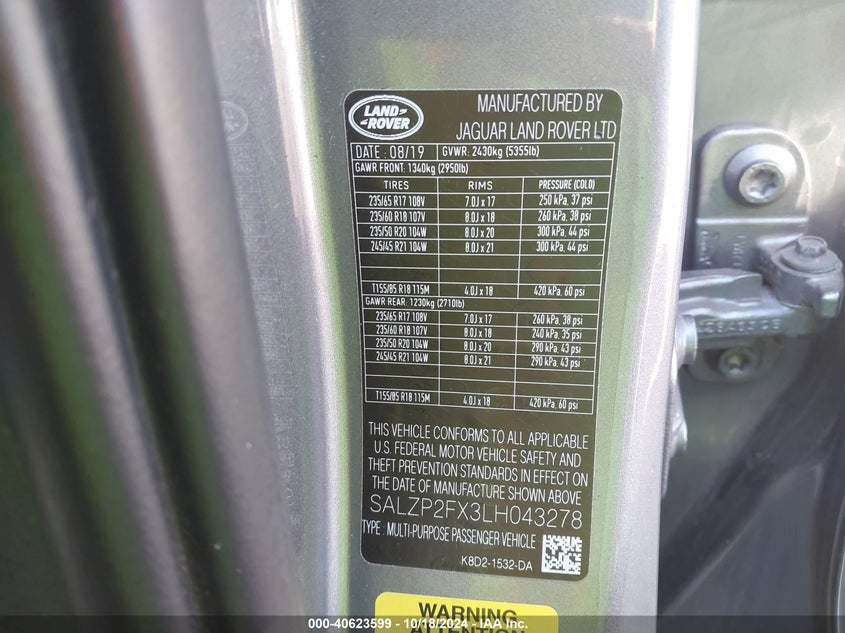 LAND
ROVER
MANUFACTURED BY
JAGUAR LAND ROVER LTD
DATE : 08/19 GVWR: 2430kg (5355lb)
GAWR FRONT: 1340kg (2950lb)
TIRES RIMS PRESSURE (COLD)
235/65 R17 108V 7.0J x 17 250 kPa, 37 psi
235/60 R18 107V 8.0J x 18 260 kPa, 38 psi
235/50 R20 104W 8.0J x 20 300 kPa, 44 psi
245/45 R21 104W 8.0J x 21 300 kPa, 44 psi
T155/85 R18 115M 4.0J x 18 420 kPa, 60 psi
GAWR REAR: 1230kg (2710lb)
235/65 R17 108V 7.0J x 17 260 kPa, 38 psi
235/60 R18 107V 8.0J x 18 240 kPa, 35 psi
235/50 R20 104W 8.0J x 20 290 kPa, 43 psi
245/45 R21 104W 8.0J x 21 290 kPa, 43 psi
T155/85 R18 115M 4.0J x 18 420 kPa, 60 psi
THIS VEHICLE CONFORMS TO ALL APPLICABLE
U.S. FEDERAL MOTOR VEHICLE SAFETY AND
THEFT PREVENTION STANDARDS IN EFFECT ON
THE DATE OF MANUFACTURE SHOWN ABOVE
SALZP2FX3LH043278
TYPE : MULTI-PURPOSE PASSENGER VEHICLE
K8D2-1532-DA
WARNING
ATTENTION
000-40623599 - 10/18/2024 - IAA Inc.